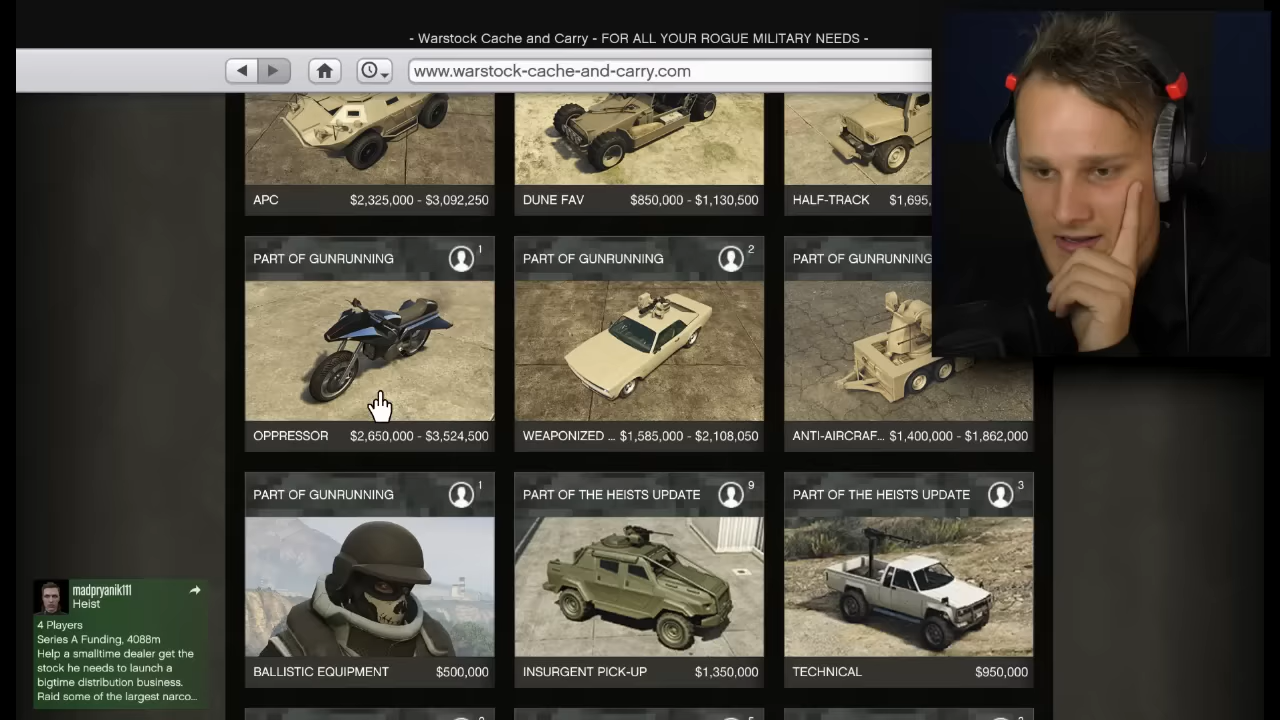 - Warstock Cache and Carry - FOR ALL YOUR ROGUE MILITARY NEEDS -
www.warstock-cache-and-carry.com
APC $2,325,000 - $3,092,250
DUNE FAV $850,000 - $1,130,500
HALF-TRACK $1,695,
PART OF GUNRUNNING 1
PART OF GUNRUNNING 2
PART OF GUNRUNNING
OPPRESSOR $2,650,000 - $3,524,500
WEAPONIZED ... $1,585,000 - $2,108,050
ANTI-AIRCRAF... $1,400,000 - $1,862,000
PART OF GUNRUNNING 1
PART OF THE HEISTS UPDATE 9
PART OF THE HEISTS UPDATE 3
BALLISTIC EQUIPMENT $500,000
INSURGENT PICK-UP $1,350,000
TECHNICAL $950,000
madpryanik111
Heist
4 Players
Series A Funding, 4088m
Help a smalltime dealer get the
stock he needs to launch a
bigtime distribution business.
Raid some of the largest narco...